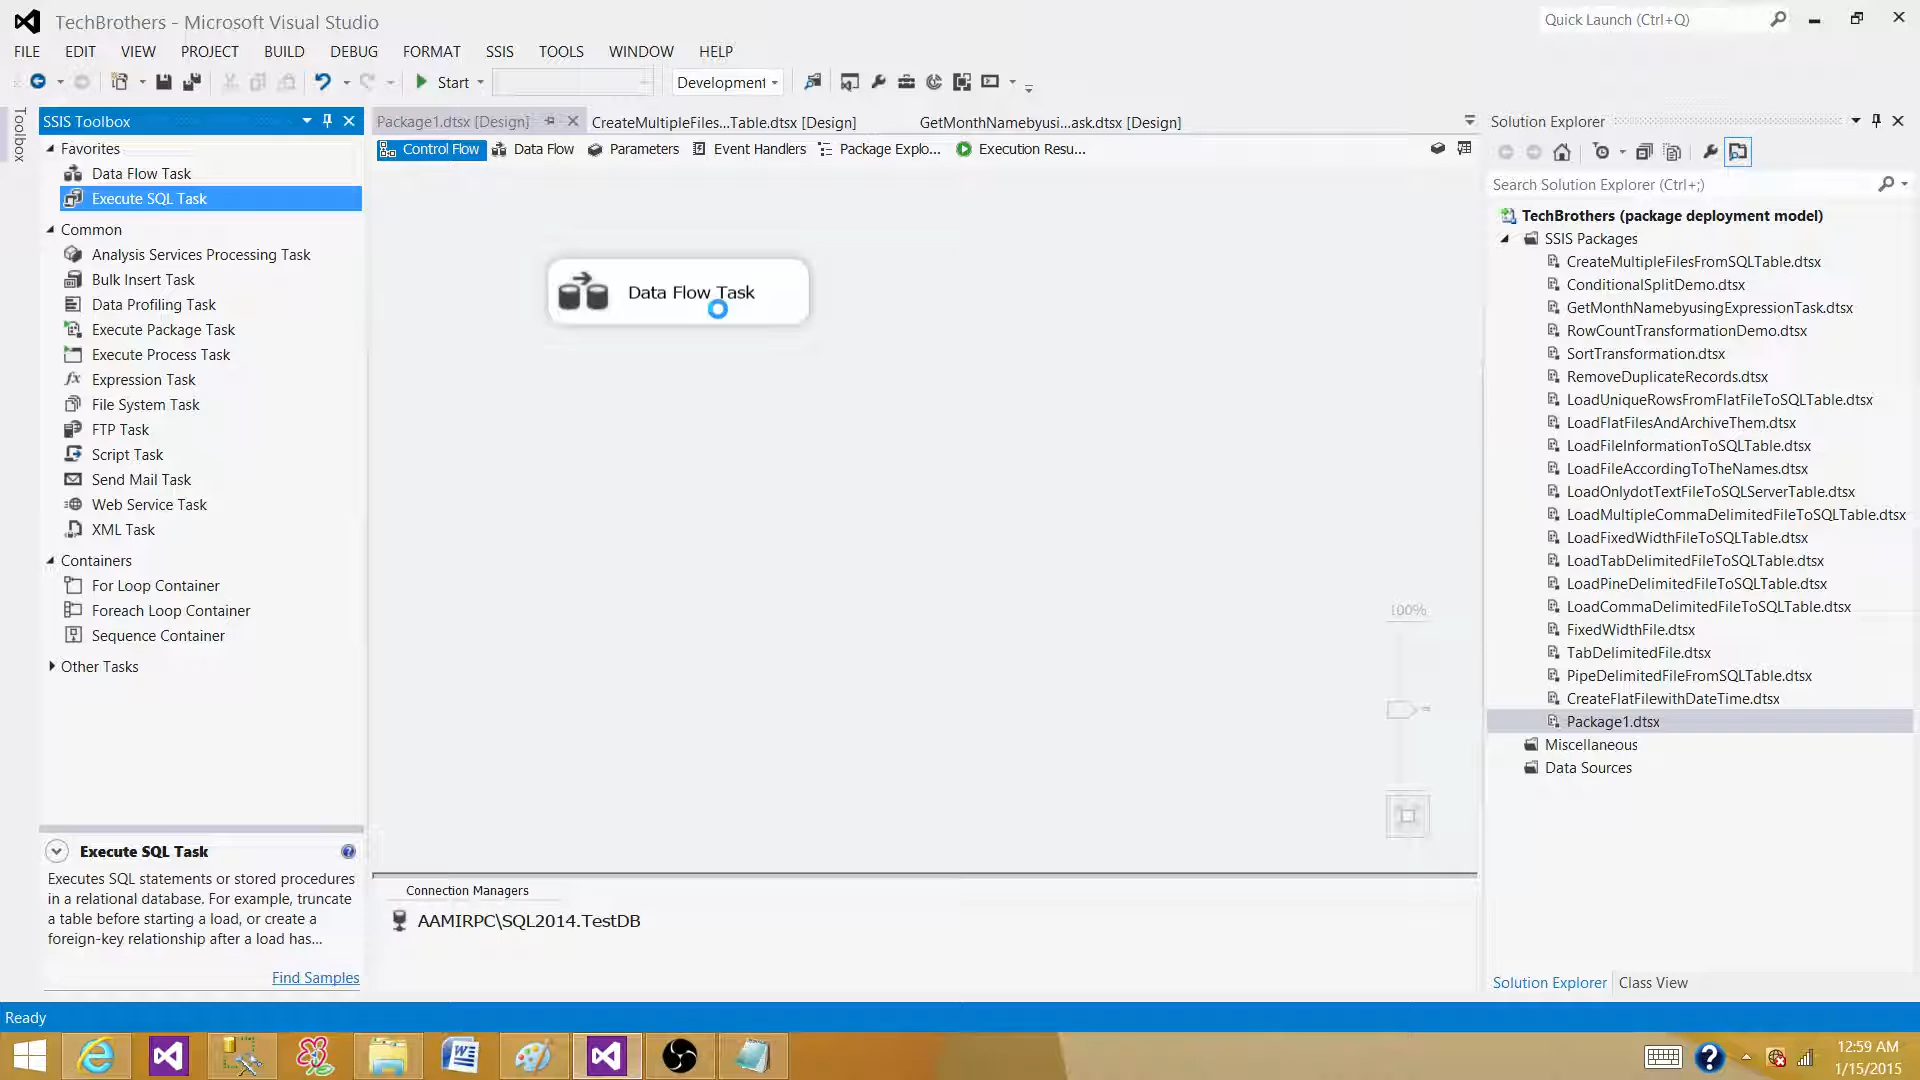 TechBrothers - Microsoft Visual Studio
Quick Launch (Ctrl+Q)
FILE EDIT VIEW PROJECT BUILD DEBUG FORMAT SSIS TOOLS WINDOW HELP
Start
Development
Toolbox
SSIS Toolbox
Favorites
Data Flow Task
Execute SQL Task
Common
Analysis Services Processing Task
Bulk Insert Task
Data Profiling Task
Execute Package Task
Execute Process Task
Expression Task
File System Task
FTP Task
Script Task
Send Mail Task
Web Service Task
XML Task
Containers
For Loop Container
Foreach Loop Container
Sequence Container
Other Tasks
Execute SQL Task
Executes SQL statements or stored procedures
in a relational database. For example, truncate
a table before starting a load, or create a
foreign-key relationship after a load has...
Find Samples
Package1.dtsx [Design] CreateMultipleFiles...Table.dtsx [Design] GetMonthNamebyusi...ask.dtsx [Design]
Control Flow Data Flow Parameters Event Handlers Package Explo... Execution Resu...
Data Flow Task
100%
Connection Managers
AAMIRPC\SQL2014.TestDB
Solution Explorer
Search Solution Explorer (Ctrl+;)
TechBrothers (package deployment model)
SSIS Packages
CreateMultipleFilesFromSQLTable.dtsx
ConditionalSplitDemo.dtsx
GetMonthNamebyusingExpressionTask.dtsx
RowCountTransformationDemo.dtsx
SortTransformation.dtsx
RemoveDuplicateRecords.dtsx
LoadUniqueRowsFromFlatFileToSQLTable.dtsx
LoadFlatFilesAndArchiveThem.dtsx
LoadFileInformationToSQLTable.dtsx
LoadFileAccordingToTheNames.dtsx
LoadOnlydotTextFileToSQLServerTable.dtsx
LoadMultipleCommaDelimitedFileToSQLTable.dtsx
LoadFixedWidthFileToSQLTable.dtsx
LoadTabDelimitedFileToSQLTable.dtsx
LoadPineDelimitedFileToSQLTable.dtsx
LoadCommaDelimitedFileToSQLTable.dtsx
FixedWidthFile.dtsx
TabDelimitedFile.dtsx
PipeDelimitedFileFromSQLTable.dtsx
CreateFlatFilewithDateTime.dtsx
Package1.dtsx
Miscellaneous
Data Sources
Solution Explorer Class View
Ready
12:59 AM
1/15/2015